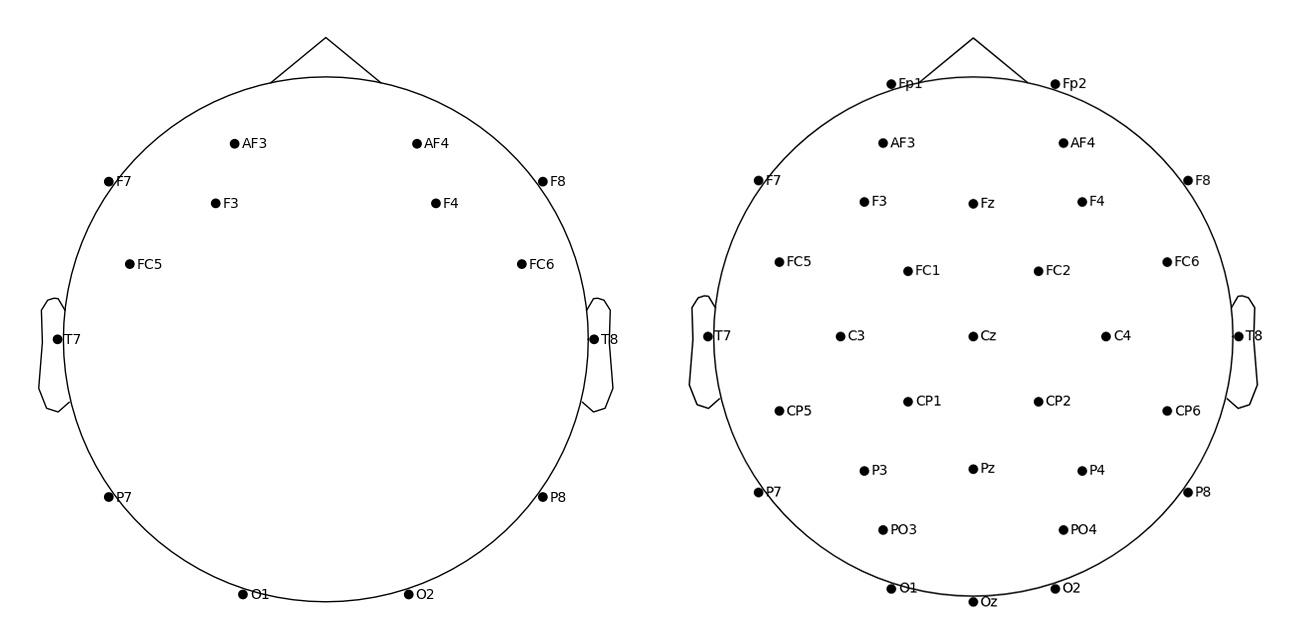 AF3 AF4
F7 F8
F3 F4
FC5 FC6
T7 T8
P7 P8
O1 O2
Fp1 Fp2
AF3 AF4
F7 F8
F3 Fz F4
FC5 FC6
FC1 FC2
T7 C3 Cz C4 T8
CP1 CP2
CP5 CP6
P3 Pz P4
P7 P8
PO3 PO4
O1 O2
Oz